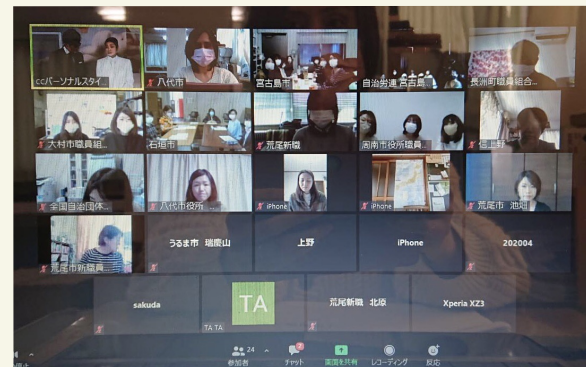 ccパーソナルスタイ...
八代市
宮古島市
自治労連 宮古島...
長洲町職員組合...
大村市職員組...
石垣市
荒尾新職
周南市役所職員...
信上野
全国自治団体...
八代市役所 ...
iPhone
iPhone
荒尾市 池畑
荒尾市新職員...
うるま市 瑞慶山
上野
iPhone
202004
sakuda
TA
TA TA
荒尾新職 北原
Xperia XZ3
24
2
参加者
チャット
画面を共有
レコーディング
反応